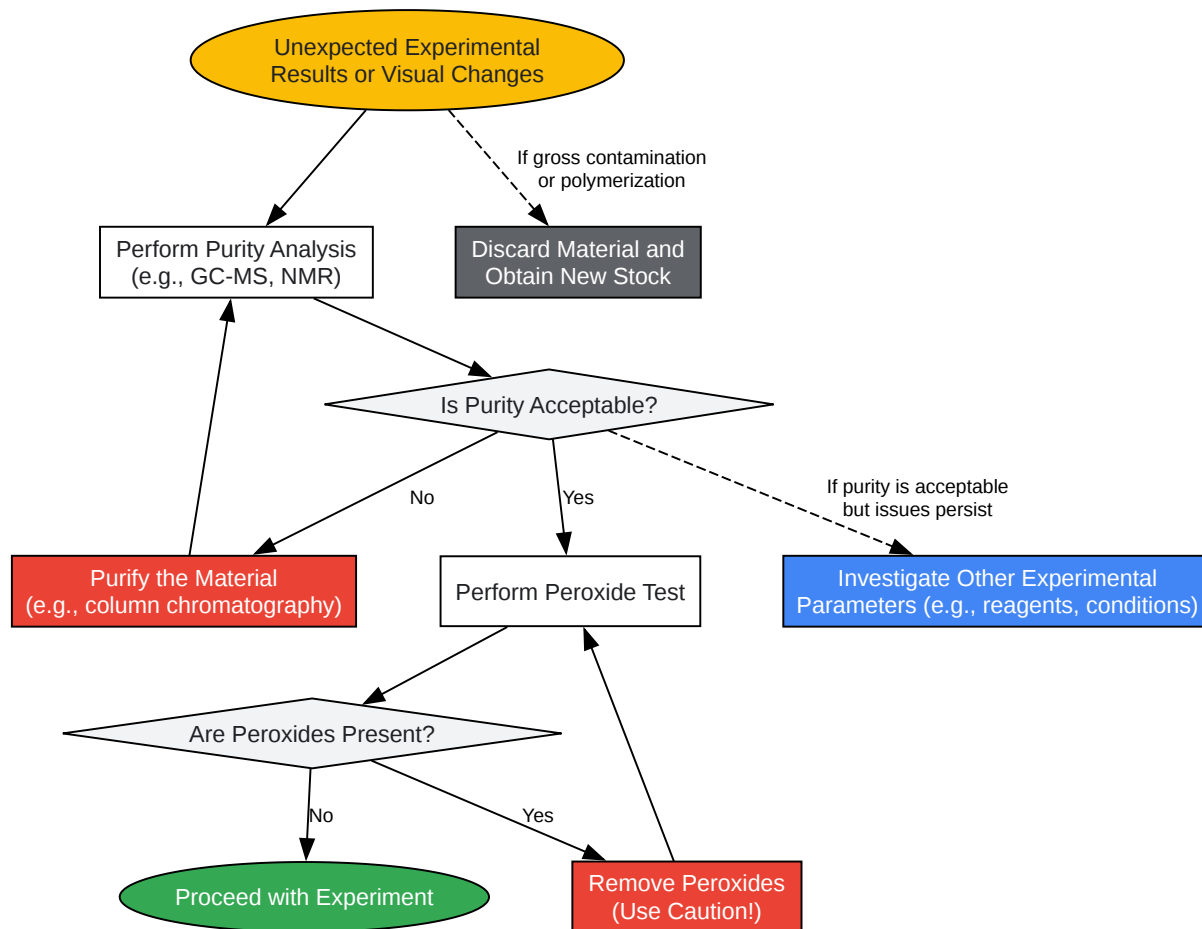 Unexpected Experimental
Results or Visual Changes
If gross contamination
or polymerization
Perform Purity Analysis
(e.g., GC-MS, NMR)
Discard Material and
Obtain New Stock
Is Purity Acceptable?
No
Yes
If purity is acceptable
but issues persist
Purify the Material
(e.g., column chromatography)
Perform Peroxide Test
Investigate Other Experimental
Parameters (e.g., reagents, conditions)
Are Peroxides Present?
No
Yes
Proceed with Experiment
Remove Peroxides
(Use Caution!)